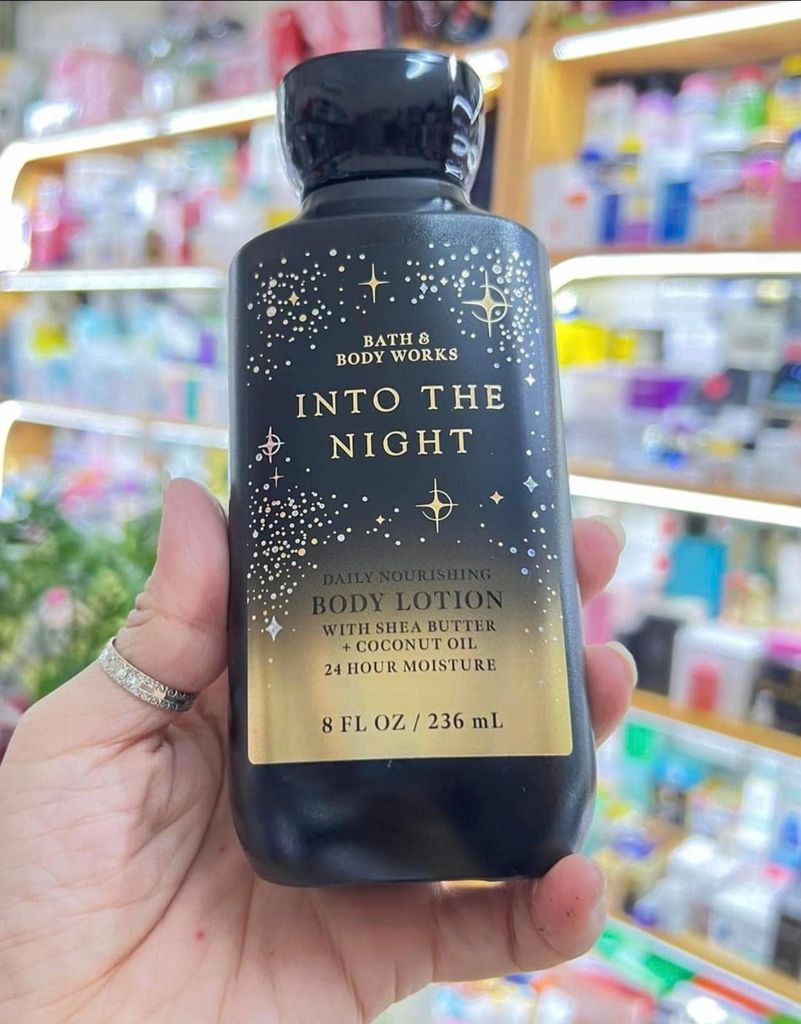 BATH &
BODY WORKS
INTO THE
NIGHT
DAILY NOURISHING
BODY LOTION
WITH SHEA BUTTER
+ COCONUT OIL
24 HOUR MOISTURE
8 FL OZ / 236 mL